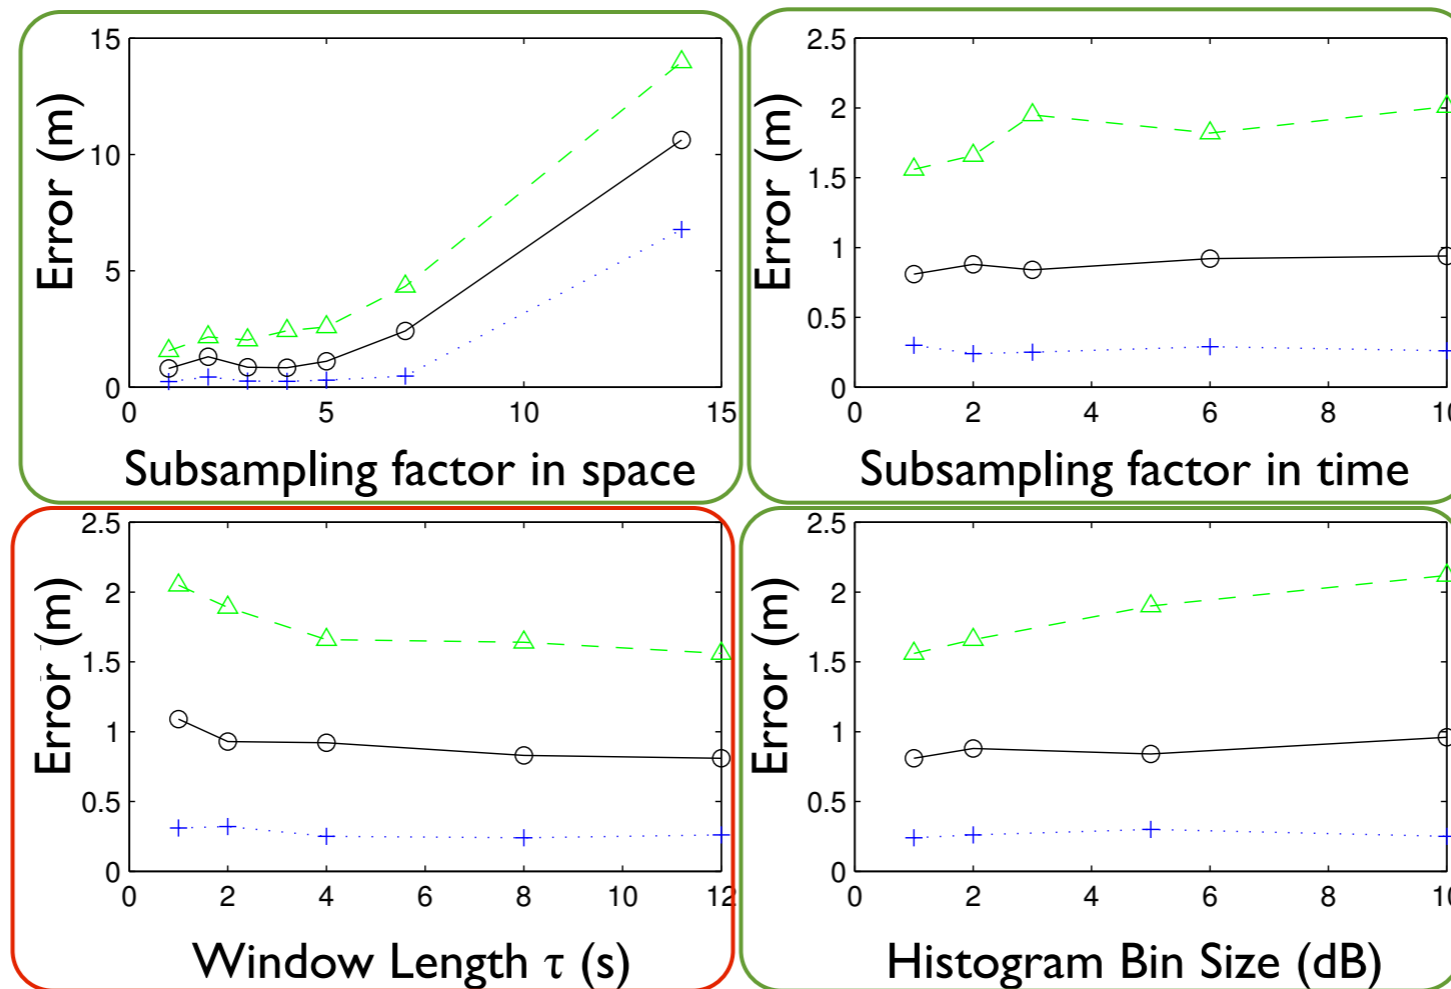 15
10
5
0
0 5 10 15
Error (m)
Subsampling factor in space
2.5
2
1.5
1
0.5
0
0 2 4 6 8 10
Error (m)
Subsampling factor in time
2.5
2
1.5
1
0.5
0
0 2 4 6 8 10 12
Error (m)
Window Length τ (s)
2.5
2
1.5
1
0.5
0
0 2 4 6 8 10
Error (m)
Histogram Bin Size (dB)